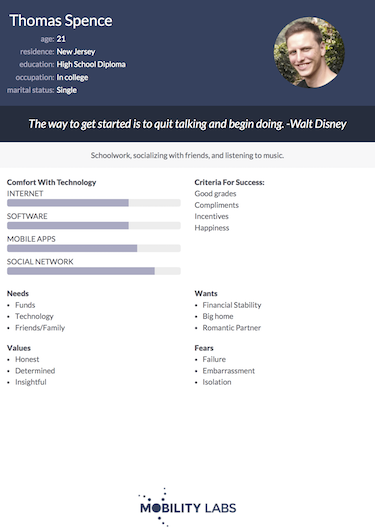 Thomas Spence
age: 21
residence: New Jersey
education: High School Diploma
occupation: In college
marital status: Single
The way to get started is to quit talking and begin doing. -Walt Disney
Schoolwork, socializing with friends, and listening to music.
Comfort With Technology
INTERNET
SOFTWARE
MOBILE APPS
SOCIAL NETWORK
Criteria For Success:
Good grades
Compliments
Incentives
Happiness
Needs
• Funds
• Technology
• Friends/Family
Wants
• Financial Stability
• Big home
• Romantic Partner
Values
• Honest
• Determined
• Insightful
Fears
• Failure
• Embarrassment
• Isolation
MOBILITY LABS